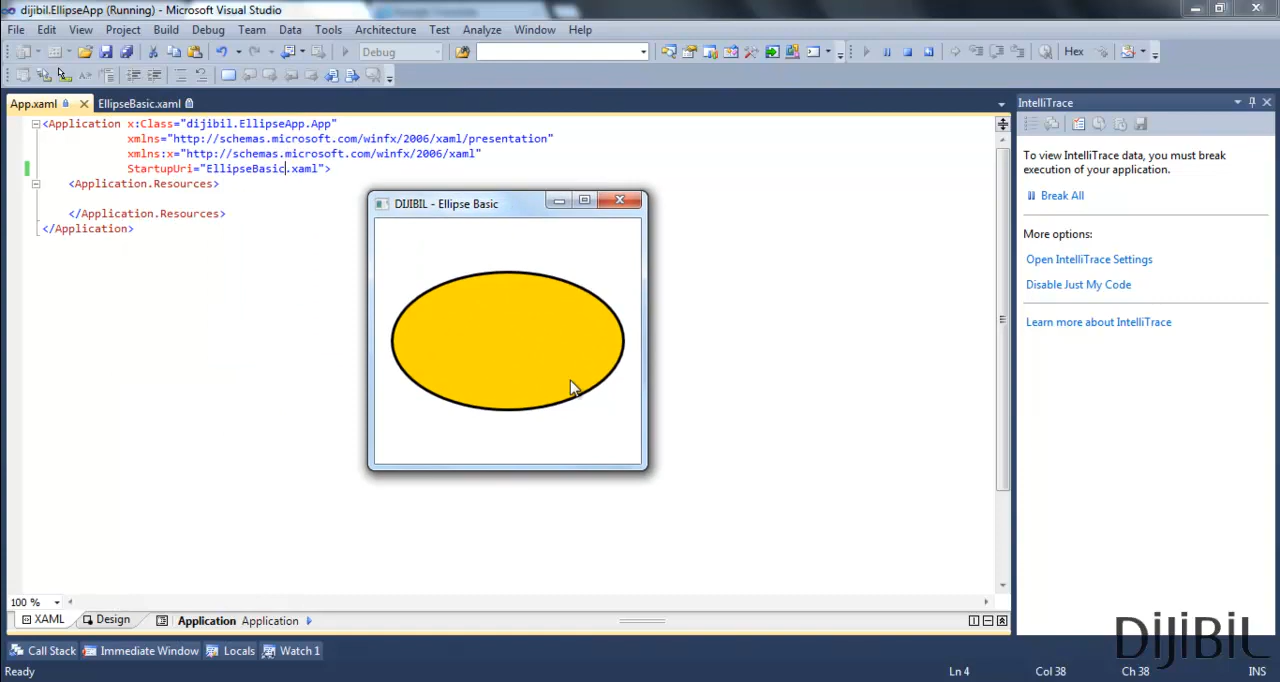 dijibil.EllipseApp (Running) - Microsoft Visual Studio
File Edit View Project Build Debug Team Data Tools Architecture Test Analyze Window Help
Debug
Hex
App.xaml
EllipseBasic.xaml
IntelliTrace
<Application x:Class="dijibil.EllipseApp.App"
xmlns="http://schemas.microsoft.com/winfx/2006/xaml/presentation"
xmlns:x="http://schemas.microsoft.com/winfx/2006/xaml"
StartupUri="EllipseBasic.xaml">
<Application.Resources>
</Application.Resources>
</Application>
DIJIBIL - Ellipse Basic
To view IntelliTrace data, you must break
execution of your application.
Break All
More options:
Open IntelliTrace Settings
Disable Just My Code
Learn more about IntelliTrace
100 %
XAML Design Application Application
Call Stack Immediate Window Locals Watch 1
Ready Ln 4 Col 38 Ch 38 INS
DIJIBIL